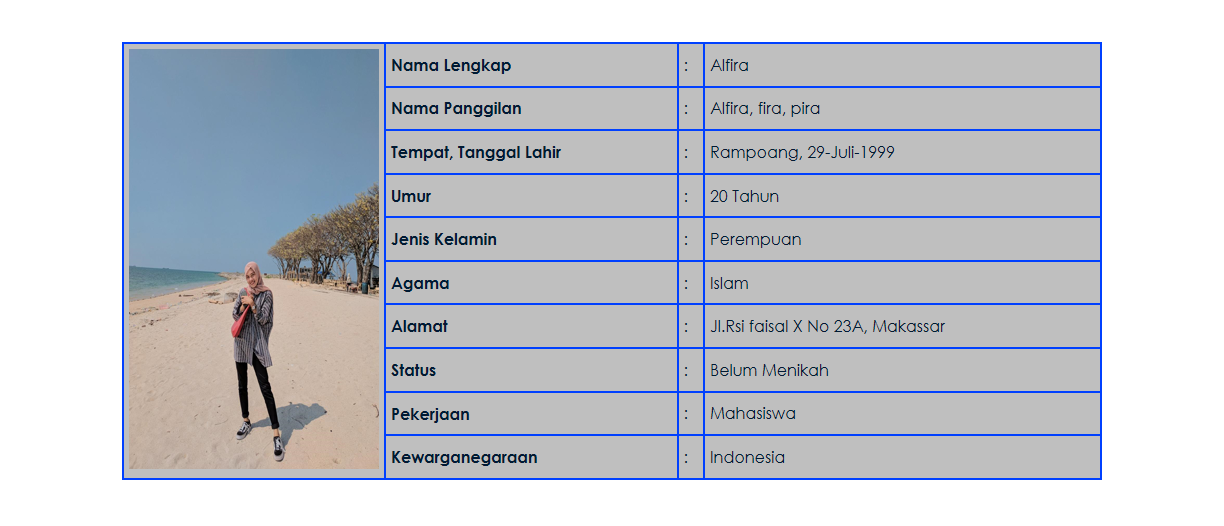 Nama Lengkap : Alfira
Nama Panggilan : Alfira, fira, pira
Tempat, Tanggal Lahir : Rampoang, 29-Juli-1999
Umur : 20 Tahun
Jenis Kelamin : Perempuan
Agama : Islam
Alamat : Jl.Rsi faisal X No 23A, Makassar
Status : Belum Menikah
Pekerjaan : Mahasiswa
Kewarganegaraan : Indonesia